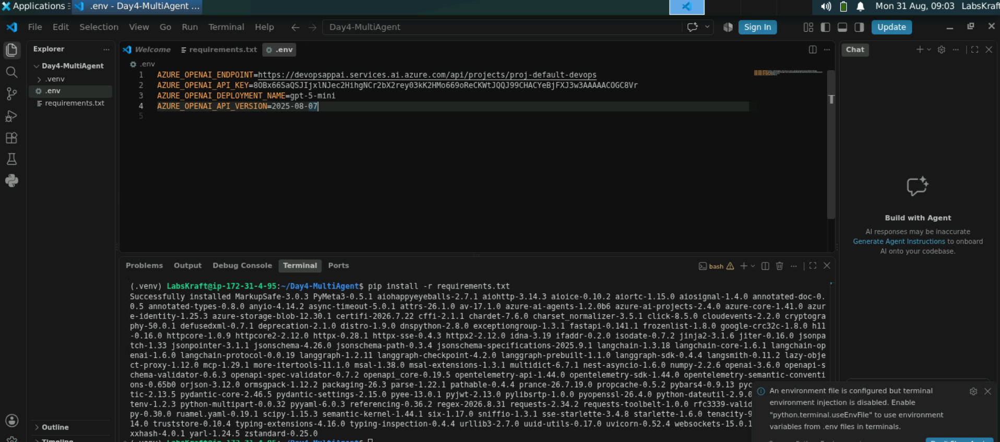 Applications
.env - Day4-MultiAgent ...
Mon 31 Aug, 09:03
LabsKraft
File Edit Selection View Go Run Terminal Help
Day4-MultiAgent
Sign In
Update
Explorer
Day4-MultiAgent
.venv
.env
requirements.txt
Outline
Timeline
Welcome
requirements.txt
.env
.env
1 AZURE_OPENAI_ENDPOINT=https://devopsappai.services.ai.azure.com/api/projects/proj-default-devops
2 AZURE_OPENAI_API_KEY=8OBx66SaQSJIjxlNJec2HihgNCr2bX2rey03kK2HMo669oReCKWtJQQJ99CHACYeBjFXJ3w3AAAAACOGC8Vr
3 AZURE_OPENAI_DEPLOYMENT_NAME=gpt-5-mini
4 AZURE_OPENAI_API_VERSION=2025-08-07
5
Problems Output Debug Console Terminal Ports
bash
(.venv) LabsKraft@ip-172-31-4-95:~/Day4-MultiAgent$ pip install -r requirements.txt
Successfully installed MarkupSafe-3.0.3 PyMeta3-0.5.1 aiohappyeyeballs-2.7.1 aiohttp-3.14.3 aioice-0.10.2 aiortc-1.15.0 aiosignal-1.4.0 annotated-doc-0.
0.5 annotated-types-0.8.0 anyio-4.14.2 async-timeout-5.0.1 attrs-26.1.0 av-17.1.0 azure-ai-agents-1.2.0b6 azure-ai-projects-2.4.0 azure-core-1.41.0 azur
e-identity-1.25.3 azure-storage-blob-12.30.1 certifi-2026.7.22 cffi-2.1.1 chardet-7.6.0 charset_normalizer-3.5.1 click-8.5.0 cloudevents-2.2.0 cryptogra
phy-50.0.1 defusedxml-0.7.1 deprecation-2.1.0 distro-1.9.0 dnspython-2.8.0 exceptiongroup-1.3.1 fastapi-0.141.1 frozenlist-1.8.0 google-crc32c-1.8.0 h11
-0.16.0 httpcore-1.0.9 httpcore2-2.12.0 httpx-0.28.1 httpx-sse-0.4.3 httpx2-2.12.0 idna-3.19 ifaddr-0.2.0 isodate-0.7.2 jinja2-3.1.6 jiter-0.16.0 jsonpa
tch-1.33 jsonpointer-3.1.1 jsonschema-4.26.0 jsonschema-path-0.3.4 jsonschema-specifications-2025.9.1 langchain-1.3.18 langchain-core-1.6.1 langchain-op
enai-1.6.0 langchain-protocol-0.0.19 langgraph-1.2.11 langgraph-checkpoint-4.2.0 langgraph-prebuilt-1.1.0 langgraph-sdk-0.4.4 langsmith-0.11.2 lazy-obje
ct-proxy-1.12.0 mcp-1.29.1 more-itertools-11.1.0 msal-1.38.0 msal-extensions-1.3.1 multidict-6.7.1 nest-asyncio-1.6.0 numpy-2.2.6 openai-3.6.0 openapi-s
chema-validator-0.6.3 openapi-spec-validator-0.7.2 openapi_core-0.19.5 opentelemetry-api-1.44.0 opentelemetry-sdk-1.44.0 opentelemetry-semantic-conventi
ons-0.65b0 orjson-3.12.0 ormsgpack-1.12.2 packaging-26.3 parse-1.22.1 pathable-0.4.4 prance-26.7.19.0 propcache-0.5.2 pybars4-0.9.13 pyc
tic-2.13.5 pydantic-core-2.46.5 pydantic-settings-2.15.0 pyee-13.0.1 pyjwt-2.13.0 pylibsrtp-1.0.0 pyopenssl-26.4.0 python-dateutil-2.9.0
tenv-1.2.3 python-multipart-0.0.32 pyyaml-6.0.3 referencing-0.36.2 regex-2026.8.31 requests-2.34.2 requests-toolbelt-1.0.0 rfc3339-valid
py-0.30.0 ruamel.yaml-0.19.1 scipy-1.15.3 semantic-kernel-1.44.1 six-1.17.0 sniffio-1.3.1 sse-starlette-3.4.8 starlette-1.6.0 tenacity-9
14.0 truststore-0.10.4 typing-extensions-4.16.0 typing-inspection-0.4.4 urllib3-2.7.0 uuid-utils-0.17.0 uvicorn-0.52.4 websockets-15.0.1
xxhash-4.0.1 yarl-1.24.5 zstandard-0.25.0
(.venv) LabsKraft@ip-172-31-4-95:~/Day4-MultiAgent$
Chat
Build with Agent
AI responses may be inaccurate
Generate Agent Instructions to onboard
AI onto your codebase.
An environment file is configured but terminal
environment injection is disabled. Enable
"python.terminal.useEnvFile" to use environment
variables from .env files in terminals.